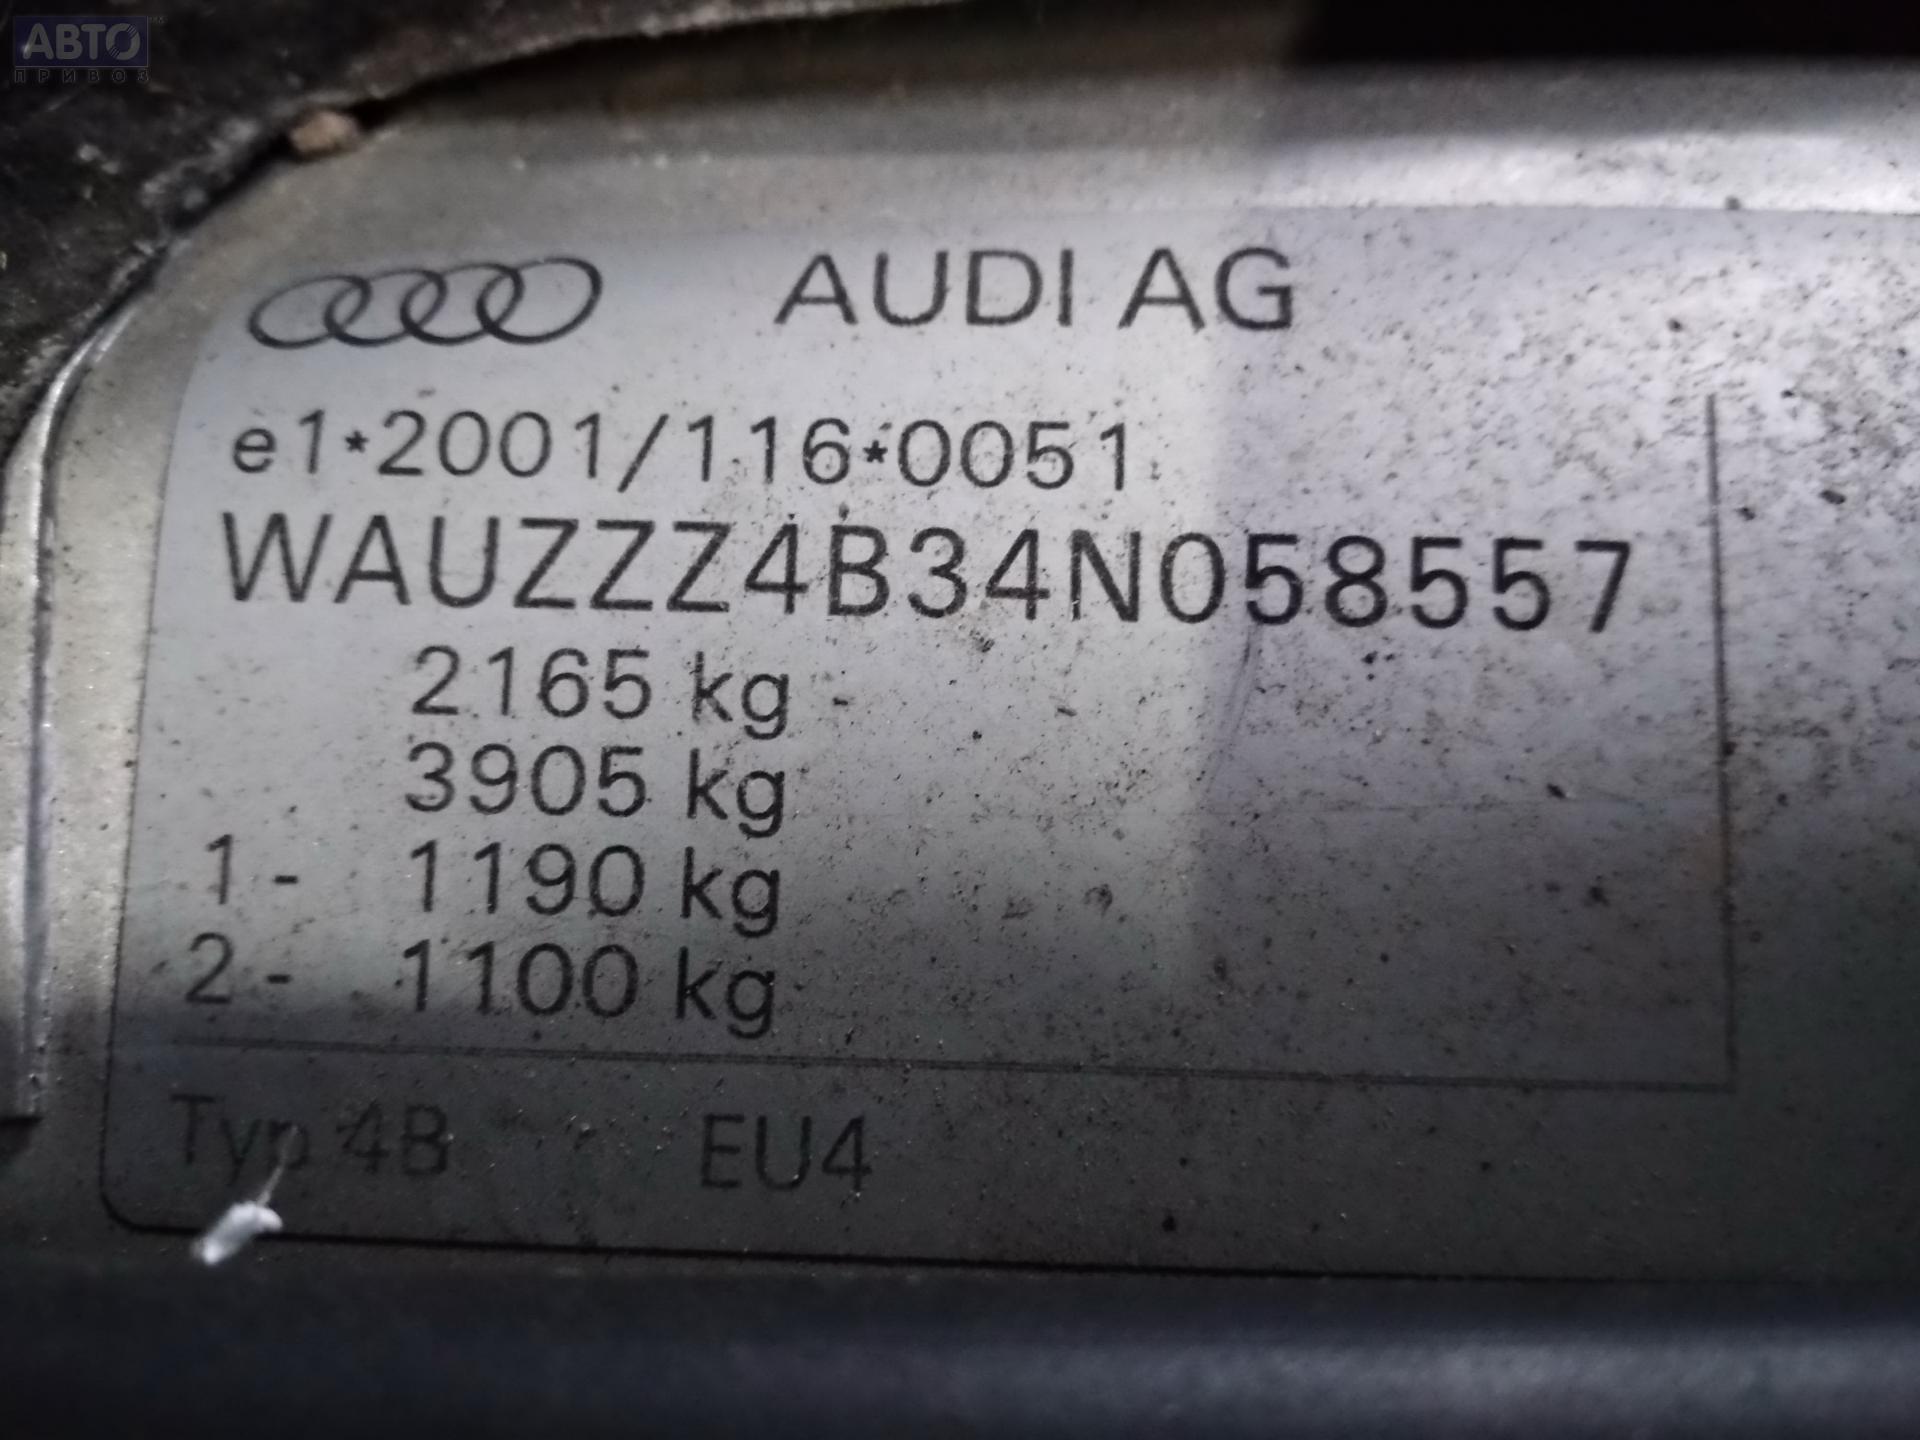 АВТО
ПРИВОЗ
AUDI AG
e1*2001/116*0051
WAUZZZ4B34N058557
2165 kg
3905 kg
1 - 1190 kg
2 - 1100 kg
Typ 4B EU4